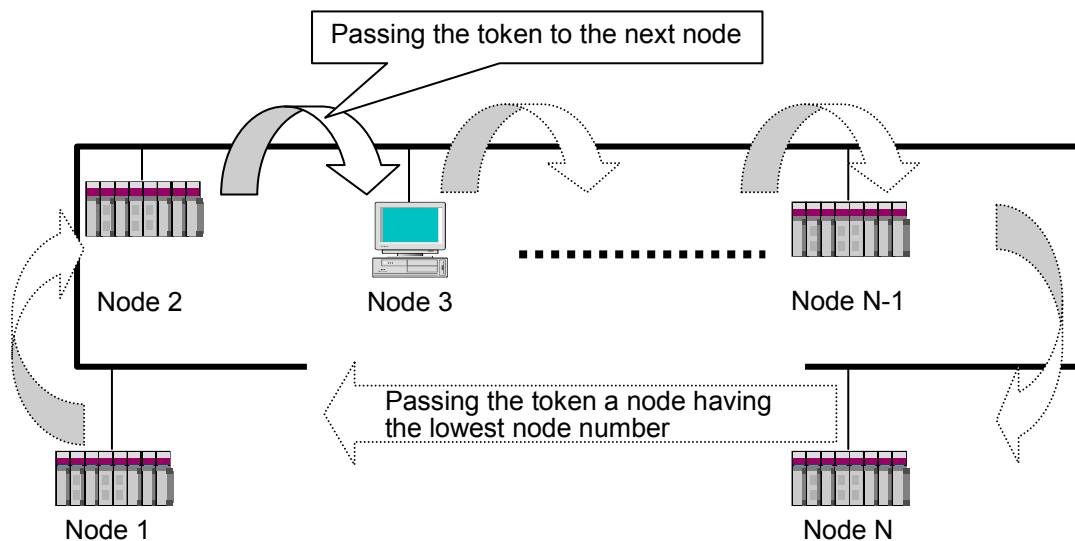 Passing the token to the next node
Node 2
Node 3
Node N-1
Passing the token a node having
the lowest node number
Node 1
Node N